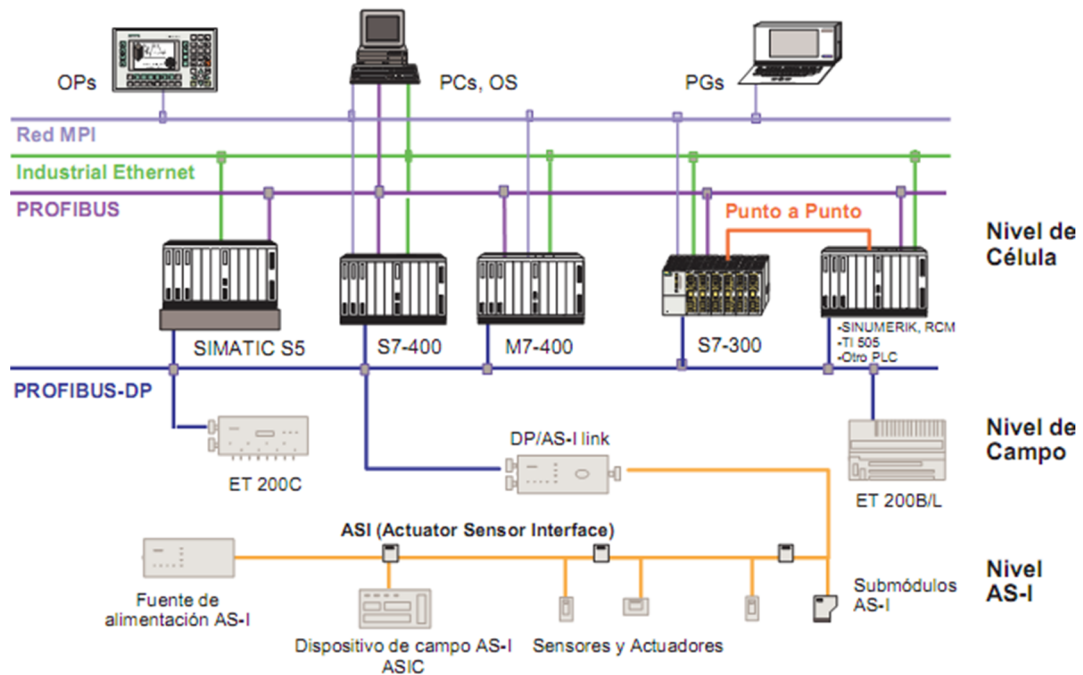 OPs
PCs, OS
PGs
Red MPI
Industrial Ethernet
PROFIBUS
Punto a Punto
Nivel de
Célula
SIMATIC S5
S7-400
M7-400
S7-300
-SINUMERIK, RCM
-TI 505
-Otro PLC
PROFIBUS-DP
Nivel de
Campo
ET 200C
DP/AS-I link
ET 200B/L
ASI (Actuator Sensor Interface)
Nivel
AS-I
Fuente de
alimentación AS-I
Dispositivo de campo AS-I
ASIC
Sensores y Actuadores
Submódulos
AS-I